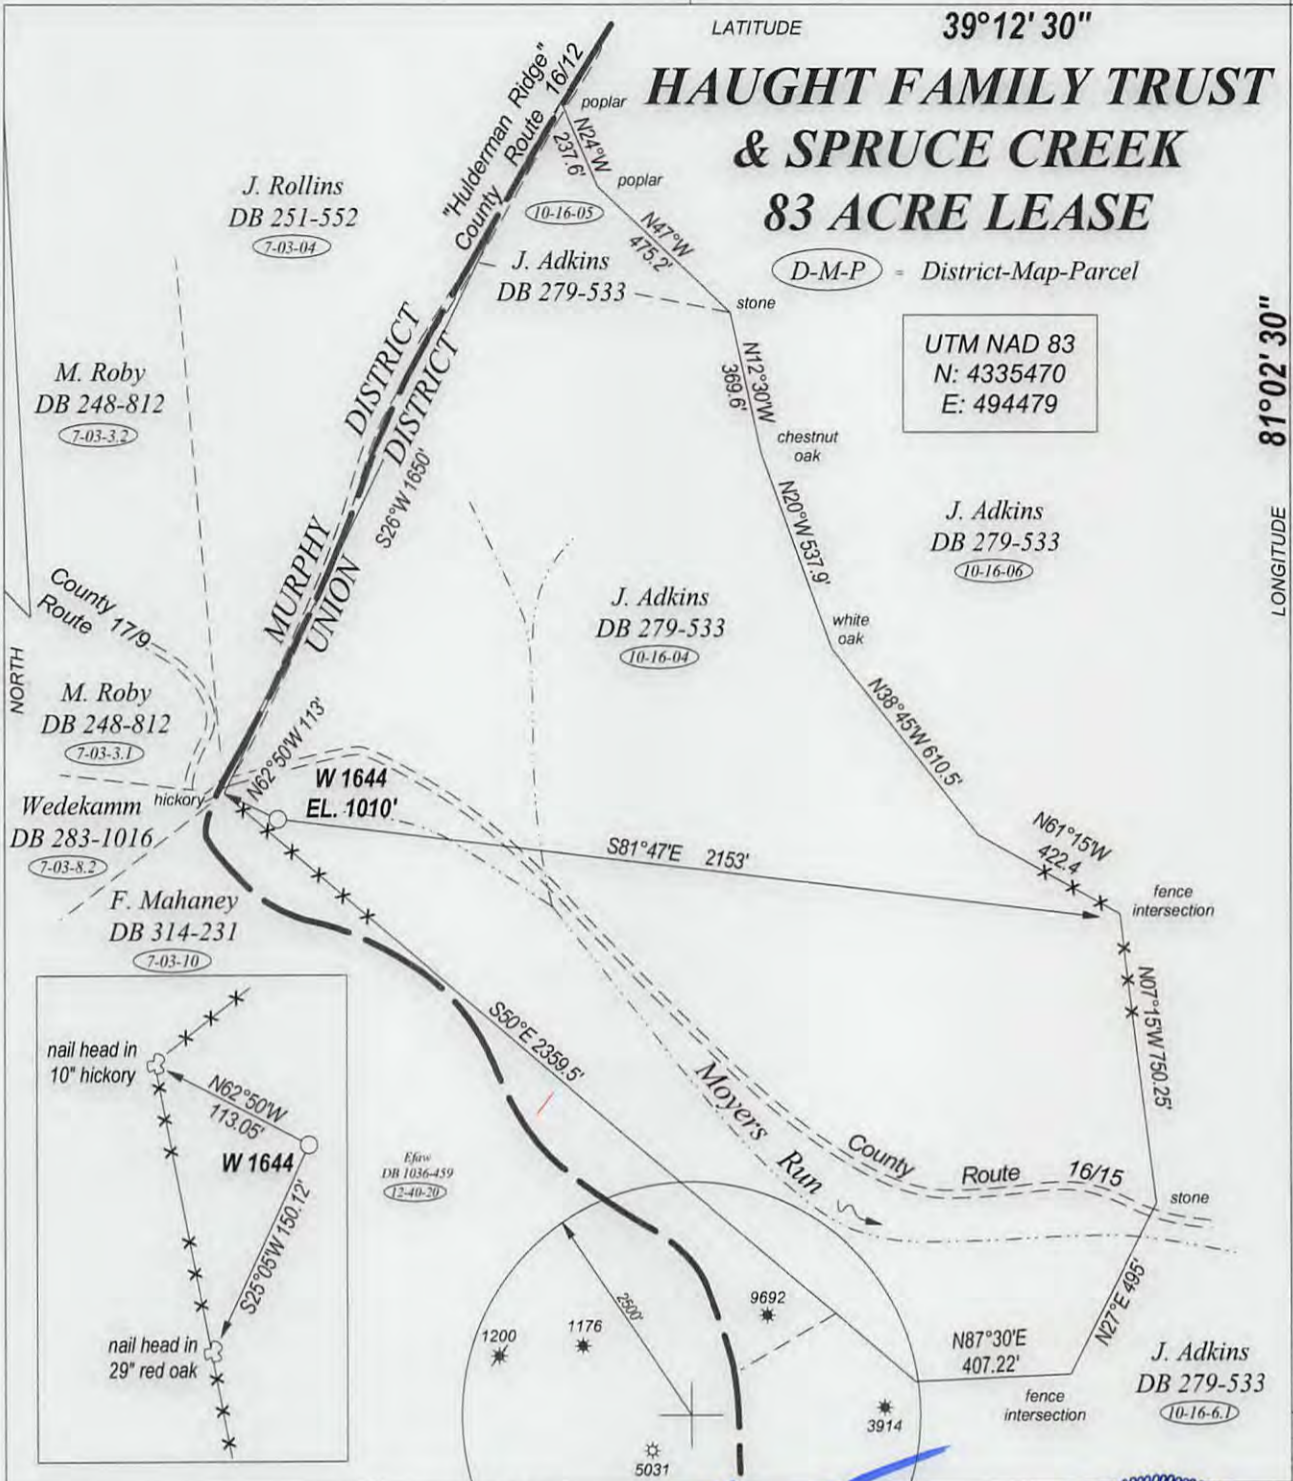 LATITUDE 39°12' 30"
HAUGHT FAMILY TRUST
& SPRUCE CREEK
83 ACRE LEASE
D-M-P = District-Map-Parcel
UTM NAD 83
N: 4335470
E: 494479
81°02' 30"
LONGITUDE
"Hulderman Ridge"
County Route 16/12
poplar
N24°W
237.6'
poplar
10-16-05
N47°W
475.2'
J. Rollins
DB 251-552
7-03-04
J. Adkins
DB 279-533
stone
M. Roby
DB 248-812
7-03-3.2
MURPHY DISTRICT
UNION DISTRICT
S26°W 1650'
N12°30'W
369.6'
chestnut
oak
N20°W 537.9'
J. Adkins
DB 279-533
10-16-06
J. Adkins
DB 279-533
10-16-04
white
oak
County
Route 17/9
NORTH
M. Roby
DB 248-812
7-03-3.1
N38°45'W 610.5'
N62°50'W 113'
W 1644
EL. 1010'
hickory
Wedekamm
DB 283-1016
7-03-8.2
S81°47'E 2153'
N61°15'W
422.4
fence
intersection
F. Mahaney
DB 314-231
7-03-10
N07°15'W 750.25'
S50°E 2359.5'
nail head in
10" hickory
N62°50'W
113.05'
W 1644
S25°05'W 150.12'
nail head in
29" red oak
Efaw
DB 1036-459
12-40-20
Moyers Run
County Route 16/15
stone
2500'
1200
1176
9692
N27°E 495'
N87°30'E
407.22'
fence
intersection
J. Adkins
DB 279-533
10-16-6.1
3914
5031